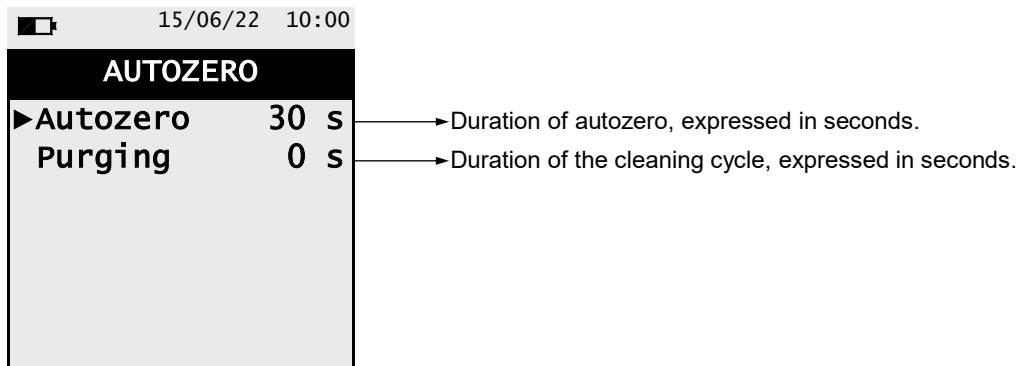 15/06/22 10:00
AUTOZERO
Autozero 30 s
Duration of autozero, expressed in seconds.
Purging 0 s
Duration of the cleaning cycle, expressed in seconds.